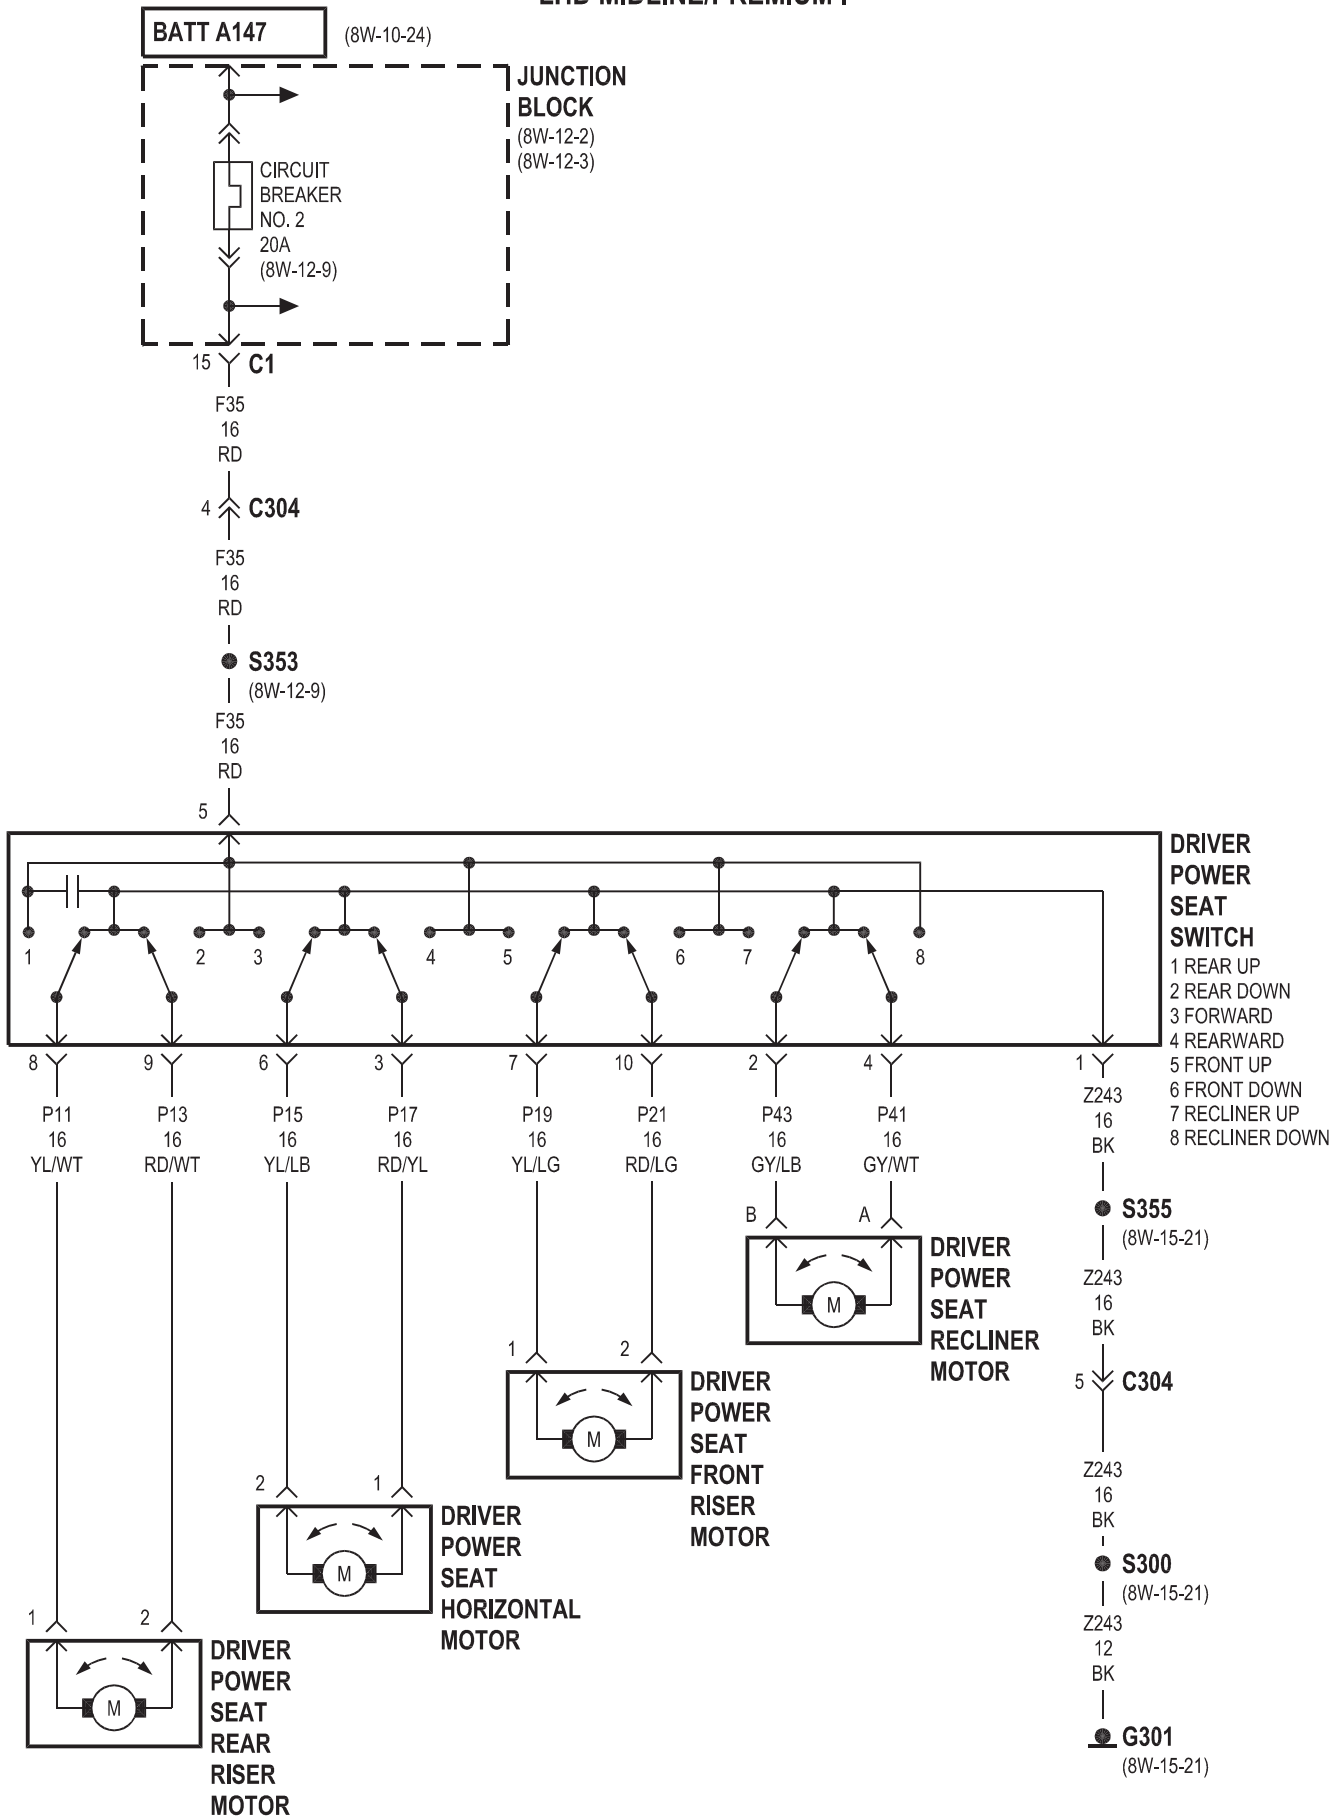 BATT A147
(8W-10-24)
JUNCTION
BLOCK
(8W-12-2)
(8W-12-3)
CIRCUIT
BREAKER
NO. 2
20A
(8W-12-9)
15 C1
F35
16
RD
4 C304
F35
16
RD
S353
(8W-12-9)
F35
16
RD
5
DRIVER
POWER
SEAT
SWITCH
1 REAR UP
2 REAR DOWN
3 FORWARD
4 REARWARD
5 FRONT UP
6 FRONT DOWN
7 RECLINER UP
8 RECLINER DOWN
1 2 3 4 5 6 7 8
8 9 6 3 7 10 2 4 1
P11
16
YL/WT
P13
16
RD/WT
P15
16
YL/LB
P17
16
RD/YL
P19
16
YL/LG
P21
16
RD/LG
P43
16
GY/LB
P41
16
GY/WT
Z243
16
BK
S355
(8W-15-21)
Z243
16
BK
5 C304
Z243
16
BK
S300
(8W-15-21)
Z243
12
BK
G301
(8W-15-21)
B A
M
DRIVER
POWER
SEAT
RECLINER
MOTOR
1 2
M
DRIVER
POWER
SEAT
FRONT
RISER
MOTOR
2 1
M
DRIVER
POWER
SEAT
HORIZONTAL
MOTOR
1 2
M
DRIVER
POWER
SEAT
REAR
RISER
MOTOR